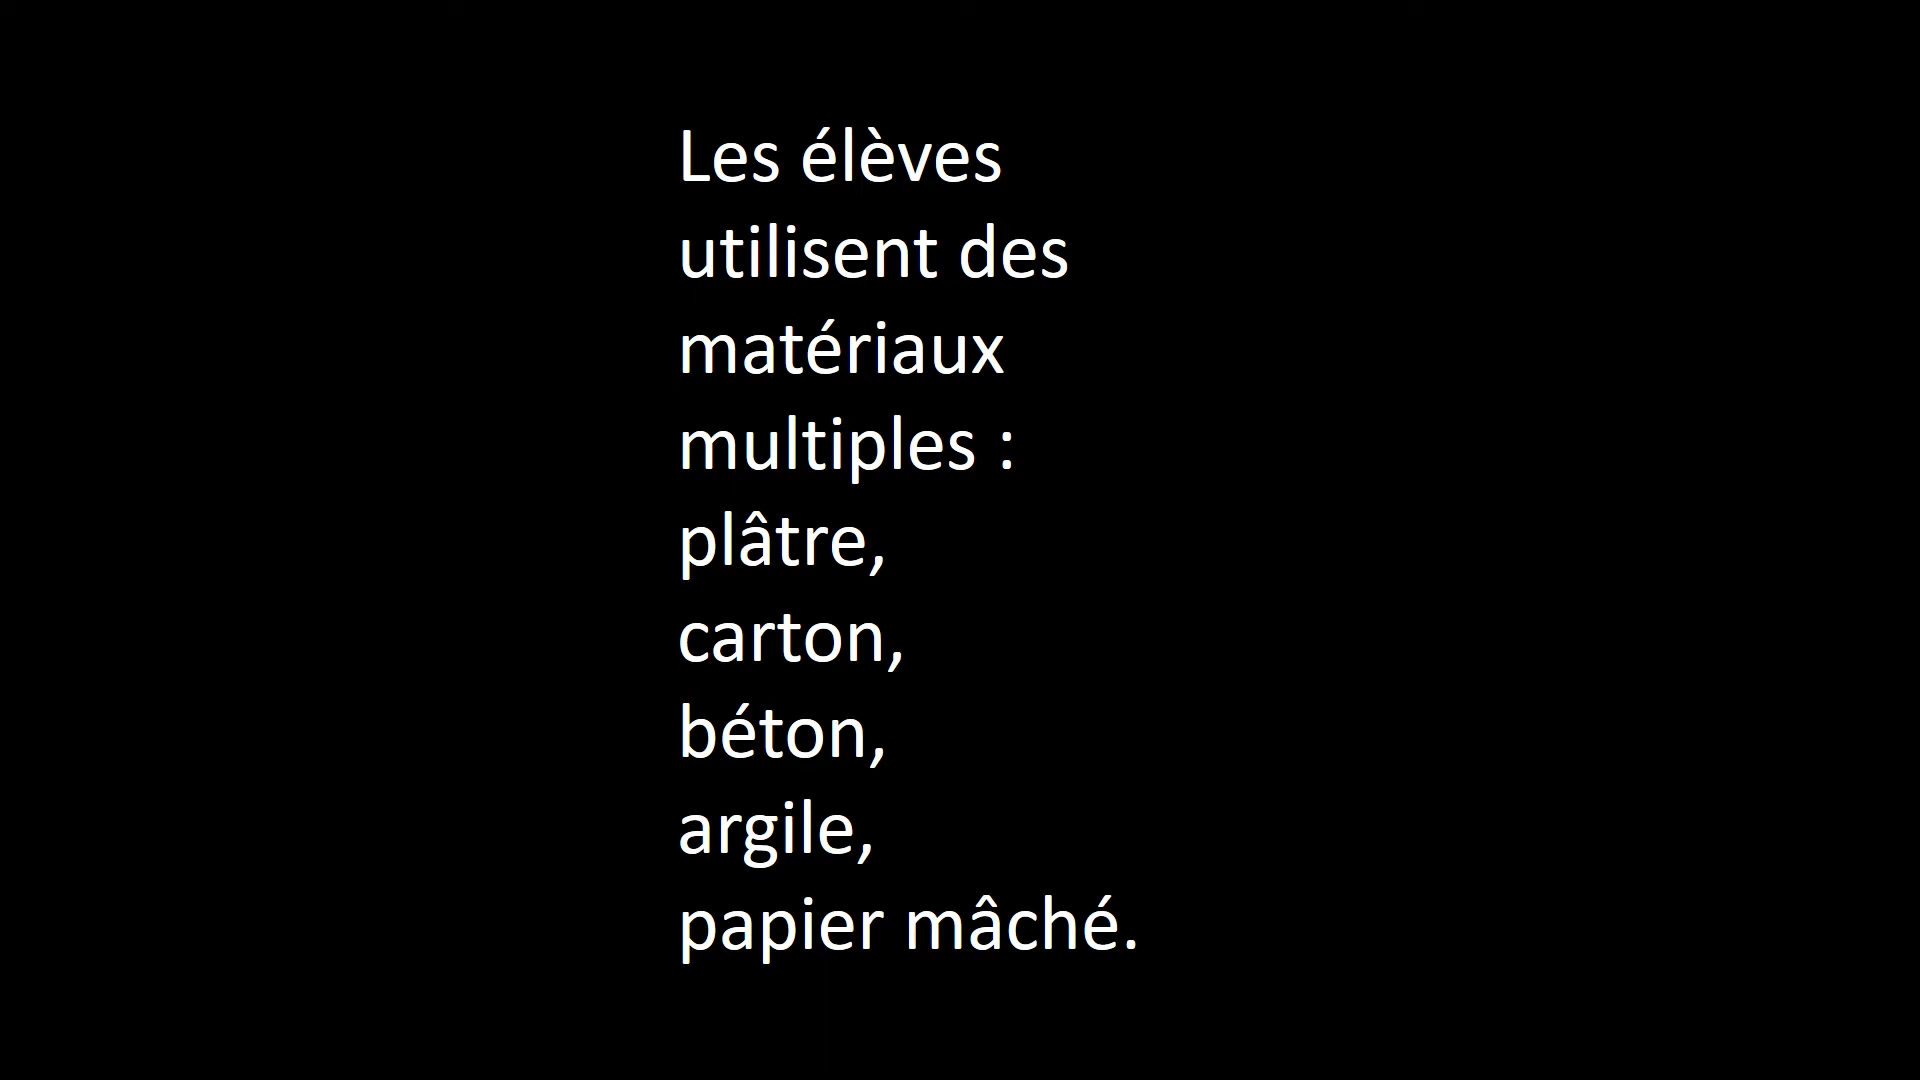 Les élèves
utilisent des
matériaux
multiples :
plâtre,
carton,
béton,
argile,
papier mâché.